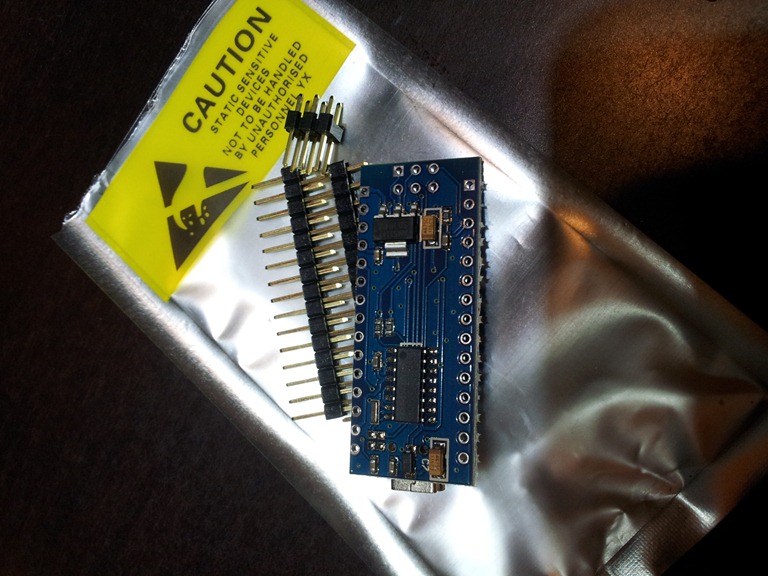 CAUTION
STATIC SENSITIVE
DEVICES
NOT TO BE HANDLED
BY UNAUTHORISED
PERSONNEL YX